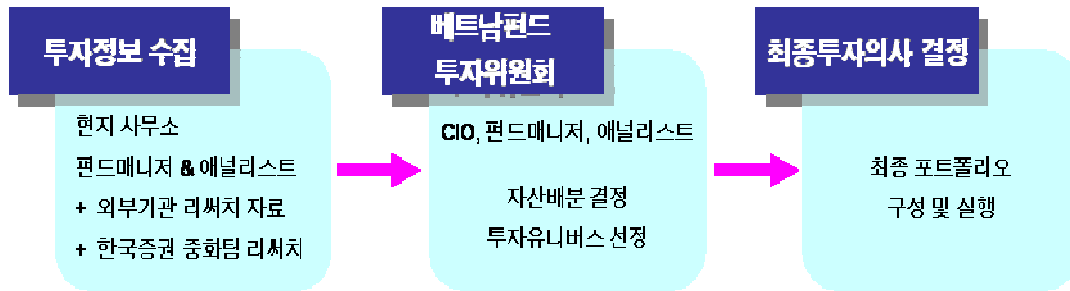 투자정보 수집
현지 사무소
펀드매니저 & 애널리스트
+ 외부기관 리써치 자료
+ 한국증권 중화팀 리써치
베트남펀드
투자위원회
CIO, 펀드매니저, 애널리스트
자산배분 결정
투자유니버스 선정
최종투자의사 결정
최종 포트폴리오
구성 및 실행